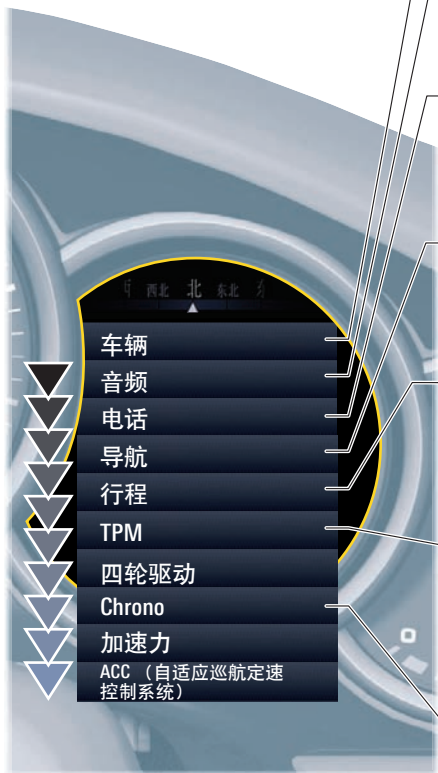 西北 北 东北
车辆
音频
电话
导航
行程
TPM
四轮驱动
Chrono
加速力
ACC （自适应巡航定速
控制系统）
0